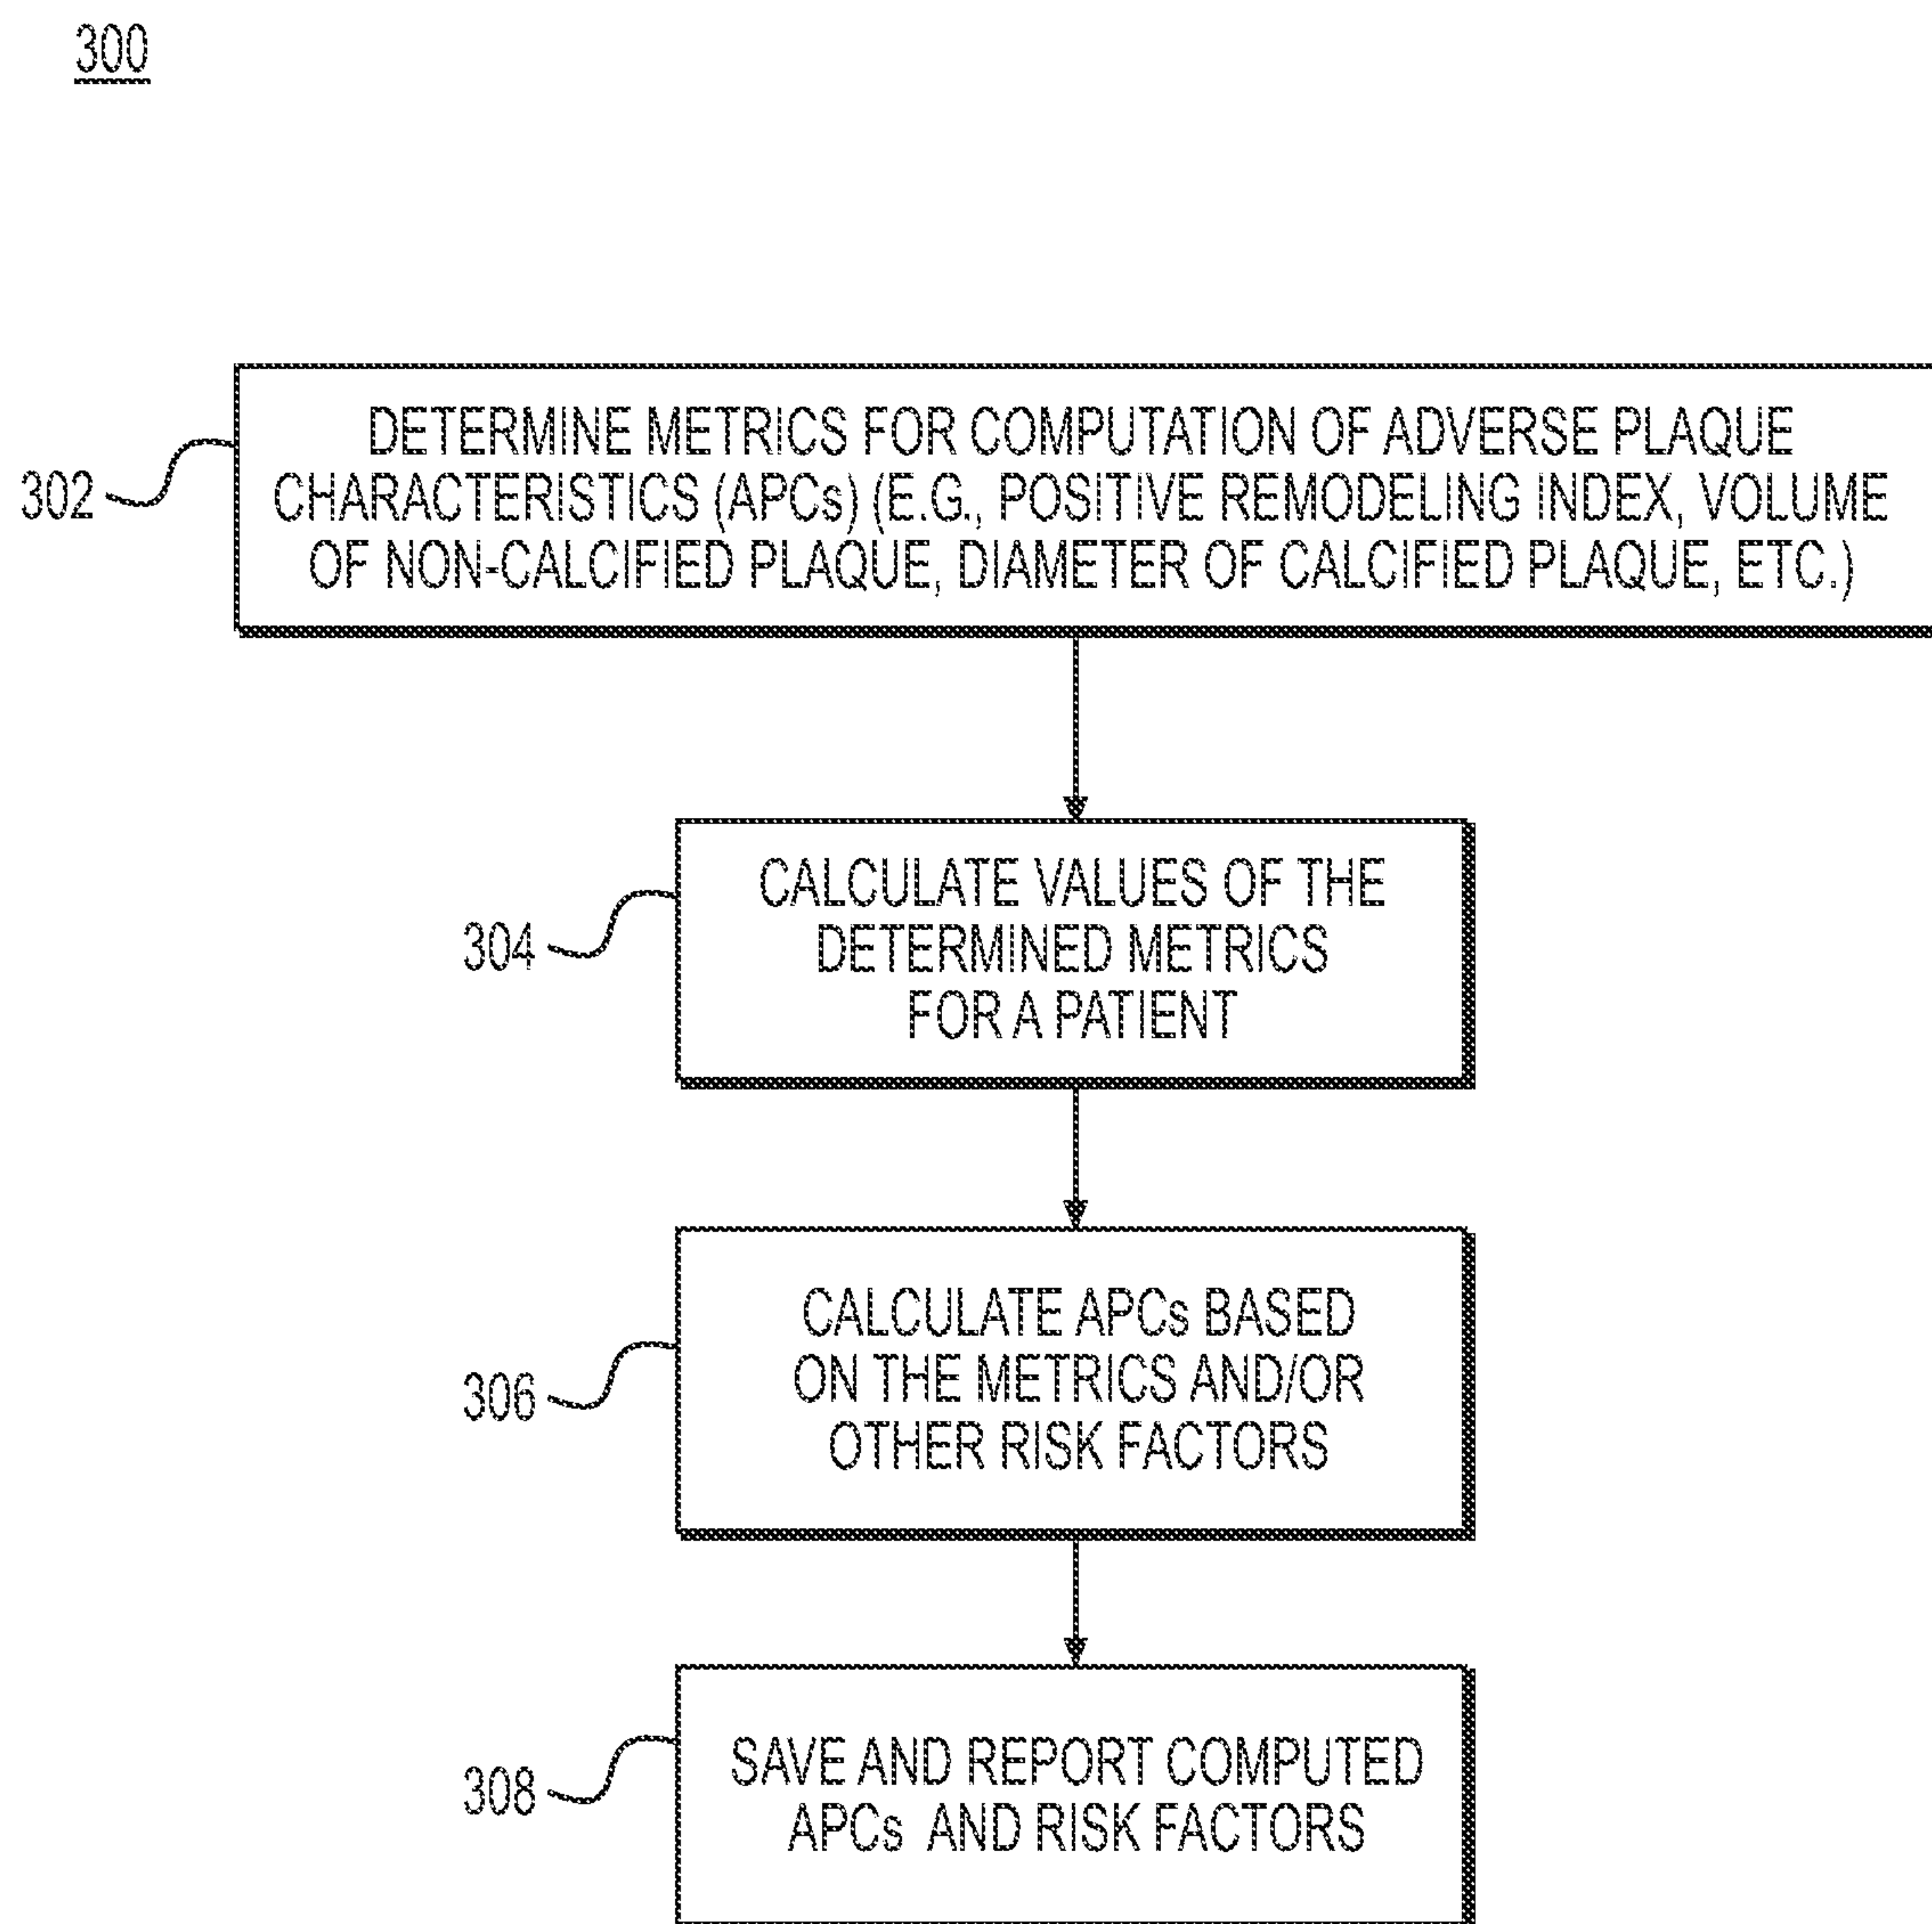 300
302
DETERMINE METRICS FOR COMPUTATION OF ADVERSE PLAQUE
CHARACTERISTICS (APCs) (E.G., POSITIVE REMODELING INDEX, VOLUME
OF NON-CALCIFIED PLAQUE, DIAMETER OF CALCIFIED PLAQUE, ETC.)
304
CALCULATE VALUES OF THE
DETERMINED METRICS
FOR A PATIENT
306
CALCULATE APCs BASED
ON THE METRICS AND/OR
OTHER RISK FACTORS
308
SAVE AND REPORT COMPUTED
APCs AND RISK FACTORS